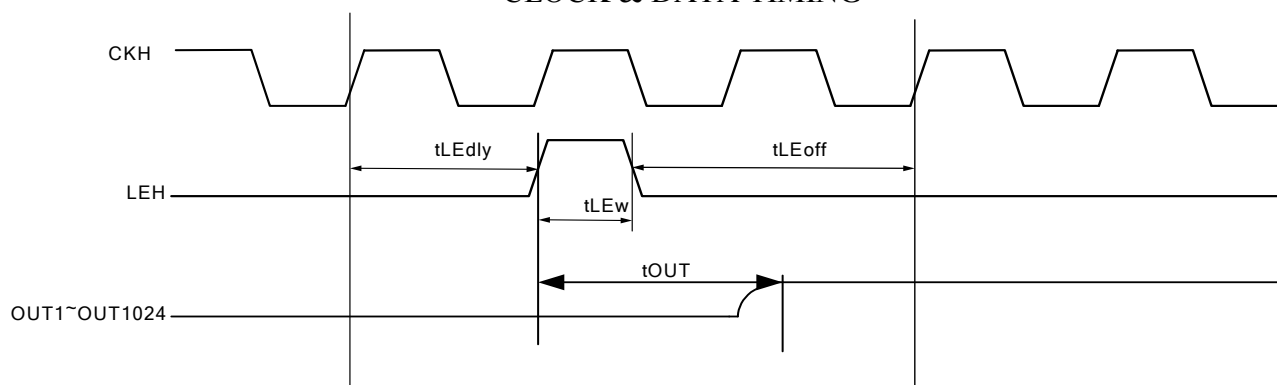 CLOCK & DATA TIMING
CKH
tLEdly
tLEoff
LEH
tLEw
tOUT
OUT1~OUT1024